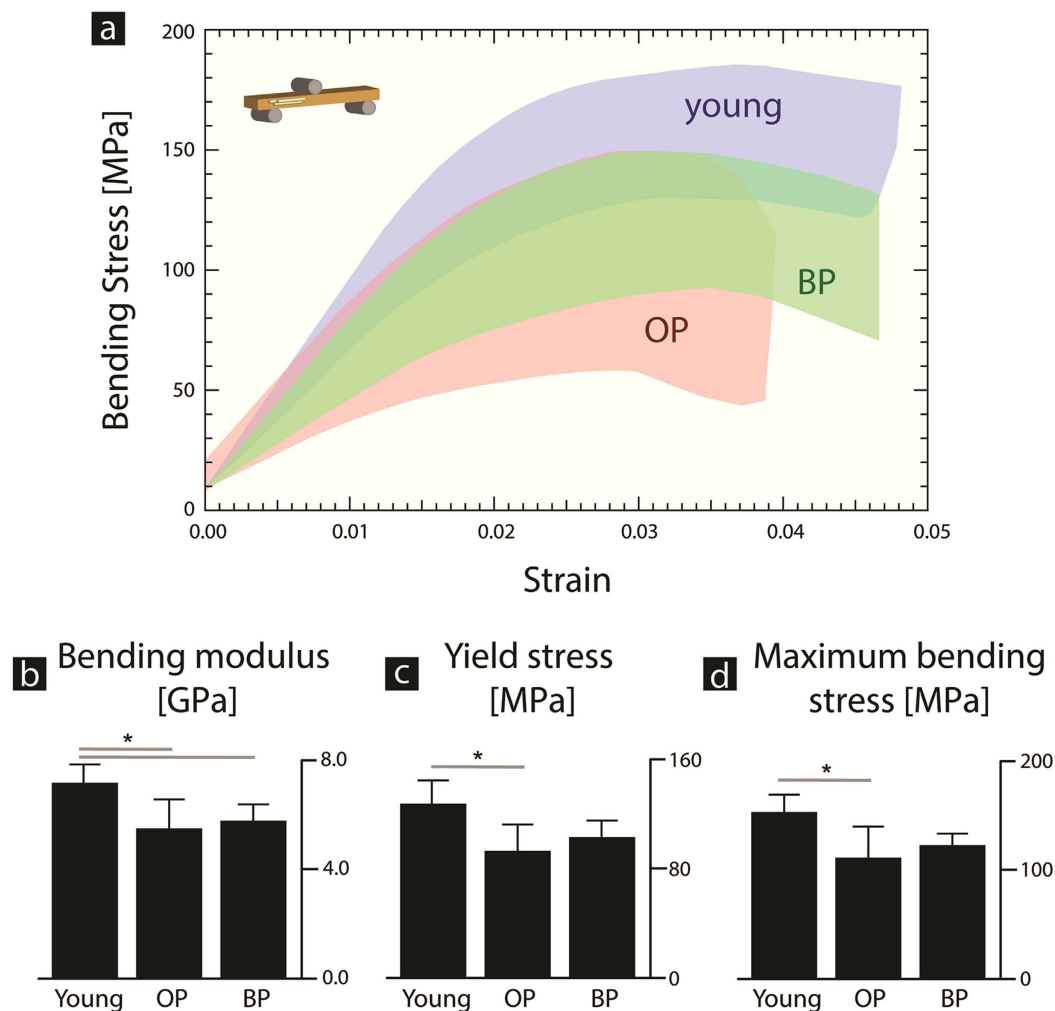 a
200
150
100
50
0
Bending Stress [MPa]
young
BP
OP
0.00 0.01 0.02 0.03 0.04 0.05
Strain
b Bending modulus
[GPa]
*
8.0
4.0
0.0
Young OP BP
c Yield stress
[MPa]
*
160
80
0
Young OP BP
d Maximum bending
stress [MPa]
*
200
100
0
Young OP BP